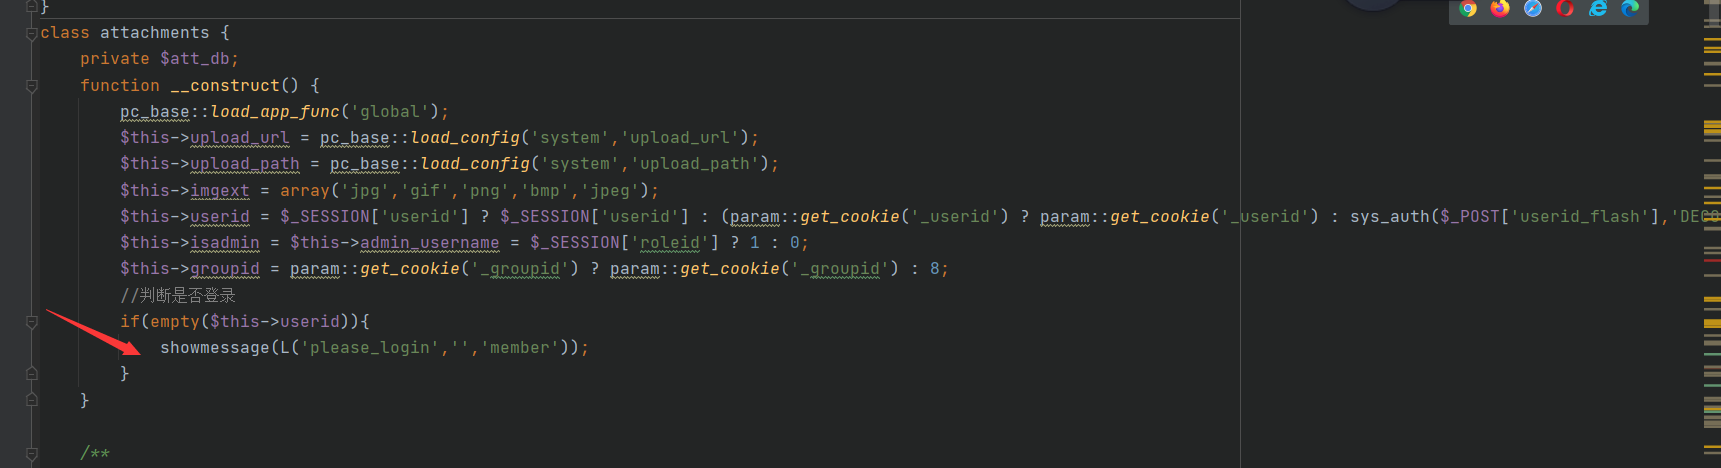 }
class attachments {
private $att_db;
function __construct() {
pc_base::load_app_func('global');
$this->upload_url = pc_base::load_config('system','upload_url');
$this->upload_path = pc_base::load_config('system','upload_path');
$this->imgext = array('jpg','gif','png','bmp','jpeg');
$this->userid = $_SESSION['userid'] ? $_SESSION['userid'] : (param::get_cookie('_userid') ? param::get_cookie('_userid') : sys_auth($_POST['userid_flash'],'DECO
$this->isadmin = $this->admin_username = $_SESSION['roleid'] ? 1 : 0;
$this->groupid = param::get_cookie('_groupid') ? param::get_cookie('_groupid') : 8;
//判断是否登录
if(empty($this->userid)){
showmessage(L('please_login','','member'));
}
}
/**